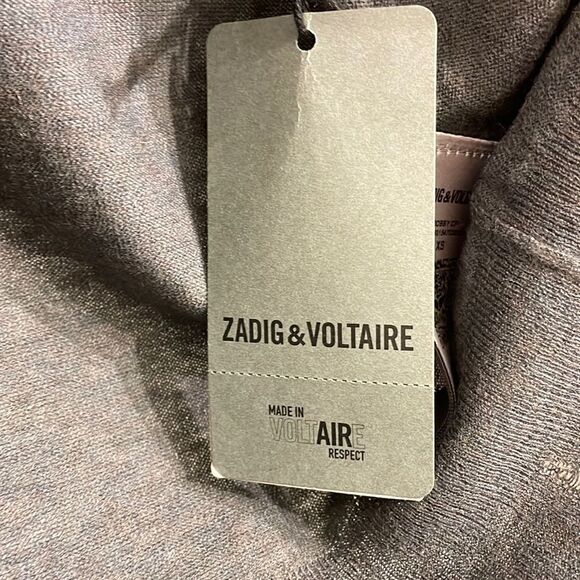 ZADIG & VOLTAIRE
MADE IN
VOLTAIRE
RESPECT
XS